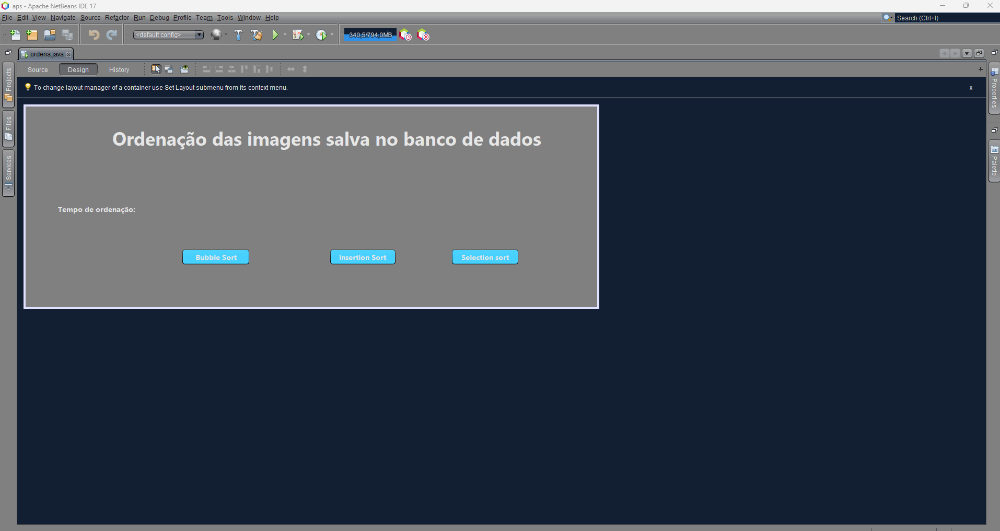 aps - Apache NetBeans IDE 17
File Edit View Navigate Source Refactor Run Debug Profile Team Tools Window Help
Search (Ctrl+I)
<default config>
340,5/794,0MB
ordena.java
Source Design History
To change layout manager of a container use Set Layout submenu from its context menu.
x
Projects
Files
Services
Properties
Palette
Ordenação das imagens salva no banco de dados
Tempo de ordenação:
Bubble Sort Insertion Sort Selection sort